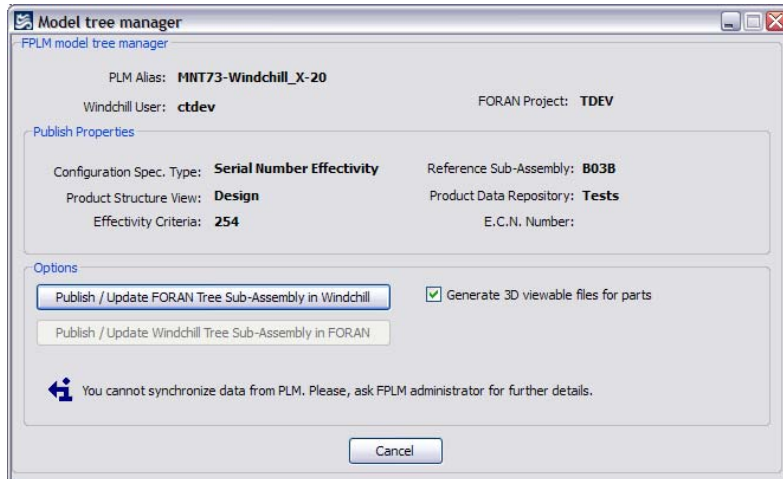 Model tree manager
FPLM model tree manager
PLM Alias: MNT73-Windchill_X-20
Windchill User: ctdev
FORAN Project: TDEV
Publish Properties
Configuration Spec. Type: Serial Number Effectivity
Reference Sub-Assembly: B03B
Product Structure View: Design
Product Data Repository: Tests
Effectivity Criteria: 254
E.C.N. Number:
Options
Publish / Update FORAN Tree Sub-Assembly in Windchill
Generate 3D viewable files for parts
Publish / Update Windchill Tree Sub-Assembly in FORAN
You cannot synchronize data from PLM. Please, ask FPLM administrator for further details.
Cancel